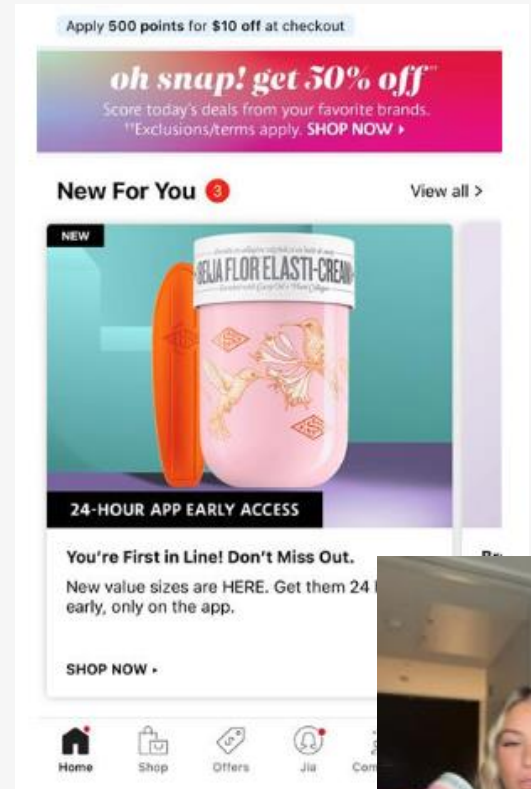 Apply 500 points for $10 off at checkout
oh snap! get 50% off††
Score today's deals from your favorite brands.
††Exclusions/terms apply. SHOP NOW ▸
New For You 3
View all >
NEW
BEIJA FLOR ELASTI-CREAM
24-HOUR APP EARLY ACCESS
You're First in Line! Don't Miss Out.
New value sizes are HERE. Get them 24
early, only on the app.
SHOP NOW ▸
Home
Shop
Offers
Jia